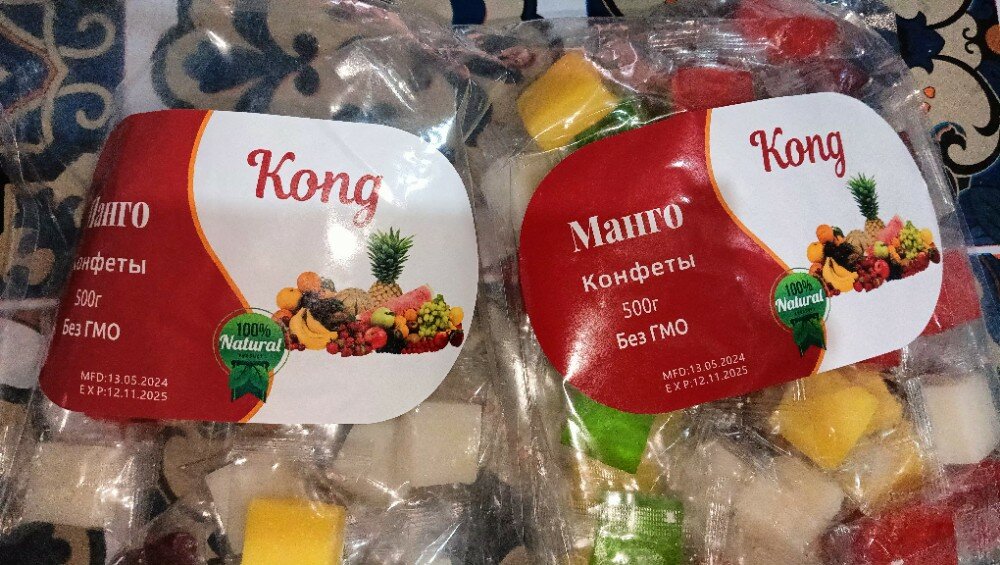 Kong
Манго
Конфеты
500г
Без ГМО
100%
Natural
MFD:13.05.2024
EXP:12.11.2025
Kong
Манго
Конфеты
500г
Без ГМО
100%
Natural
MFD:13.05.2024
EXP:12.11.2025